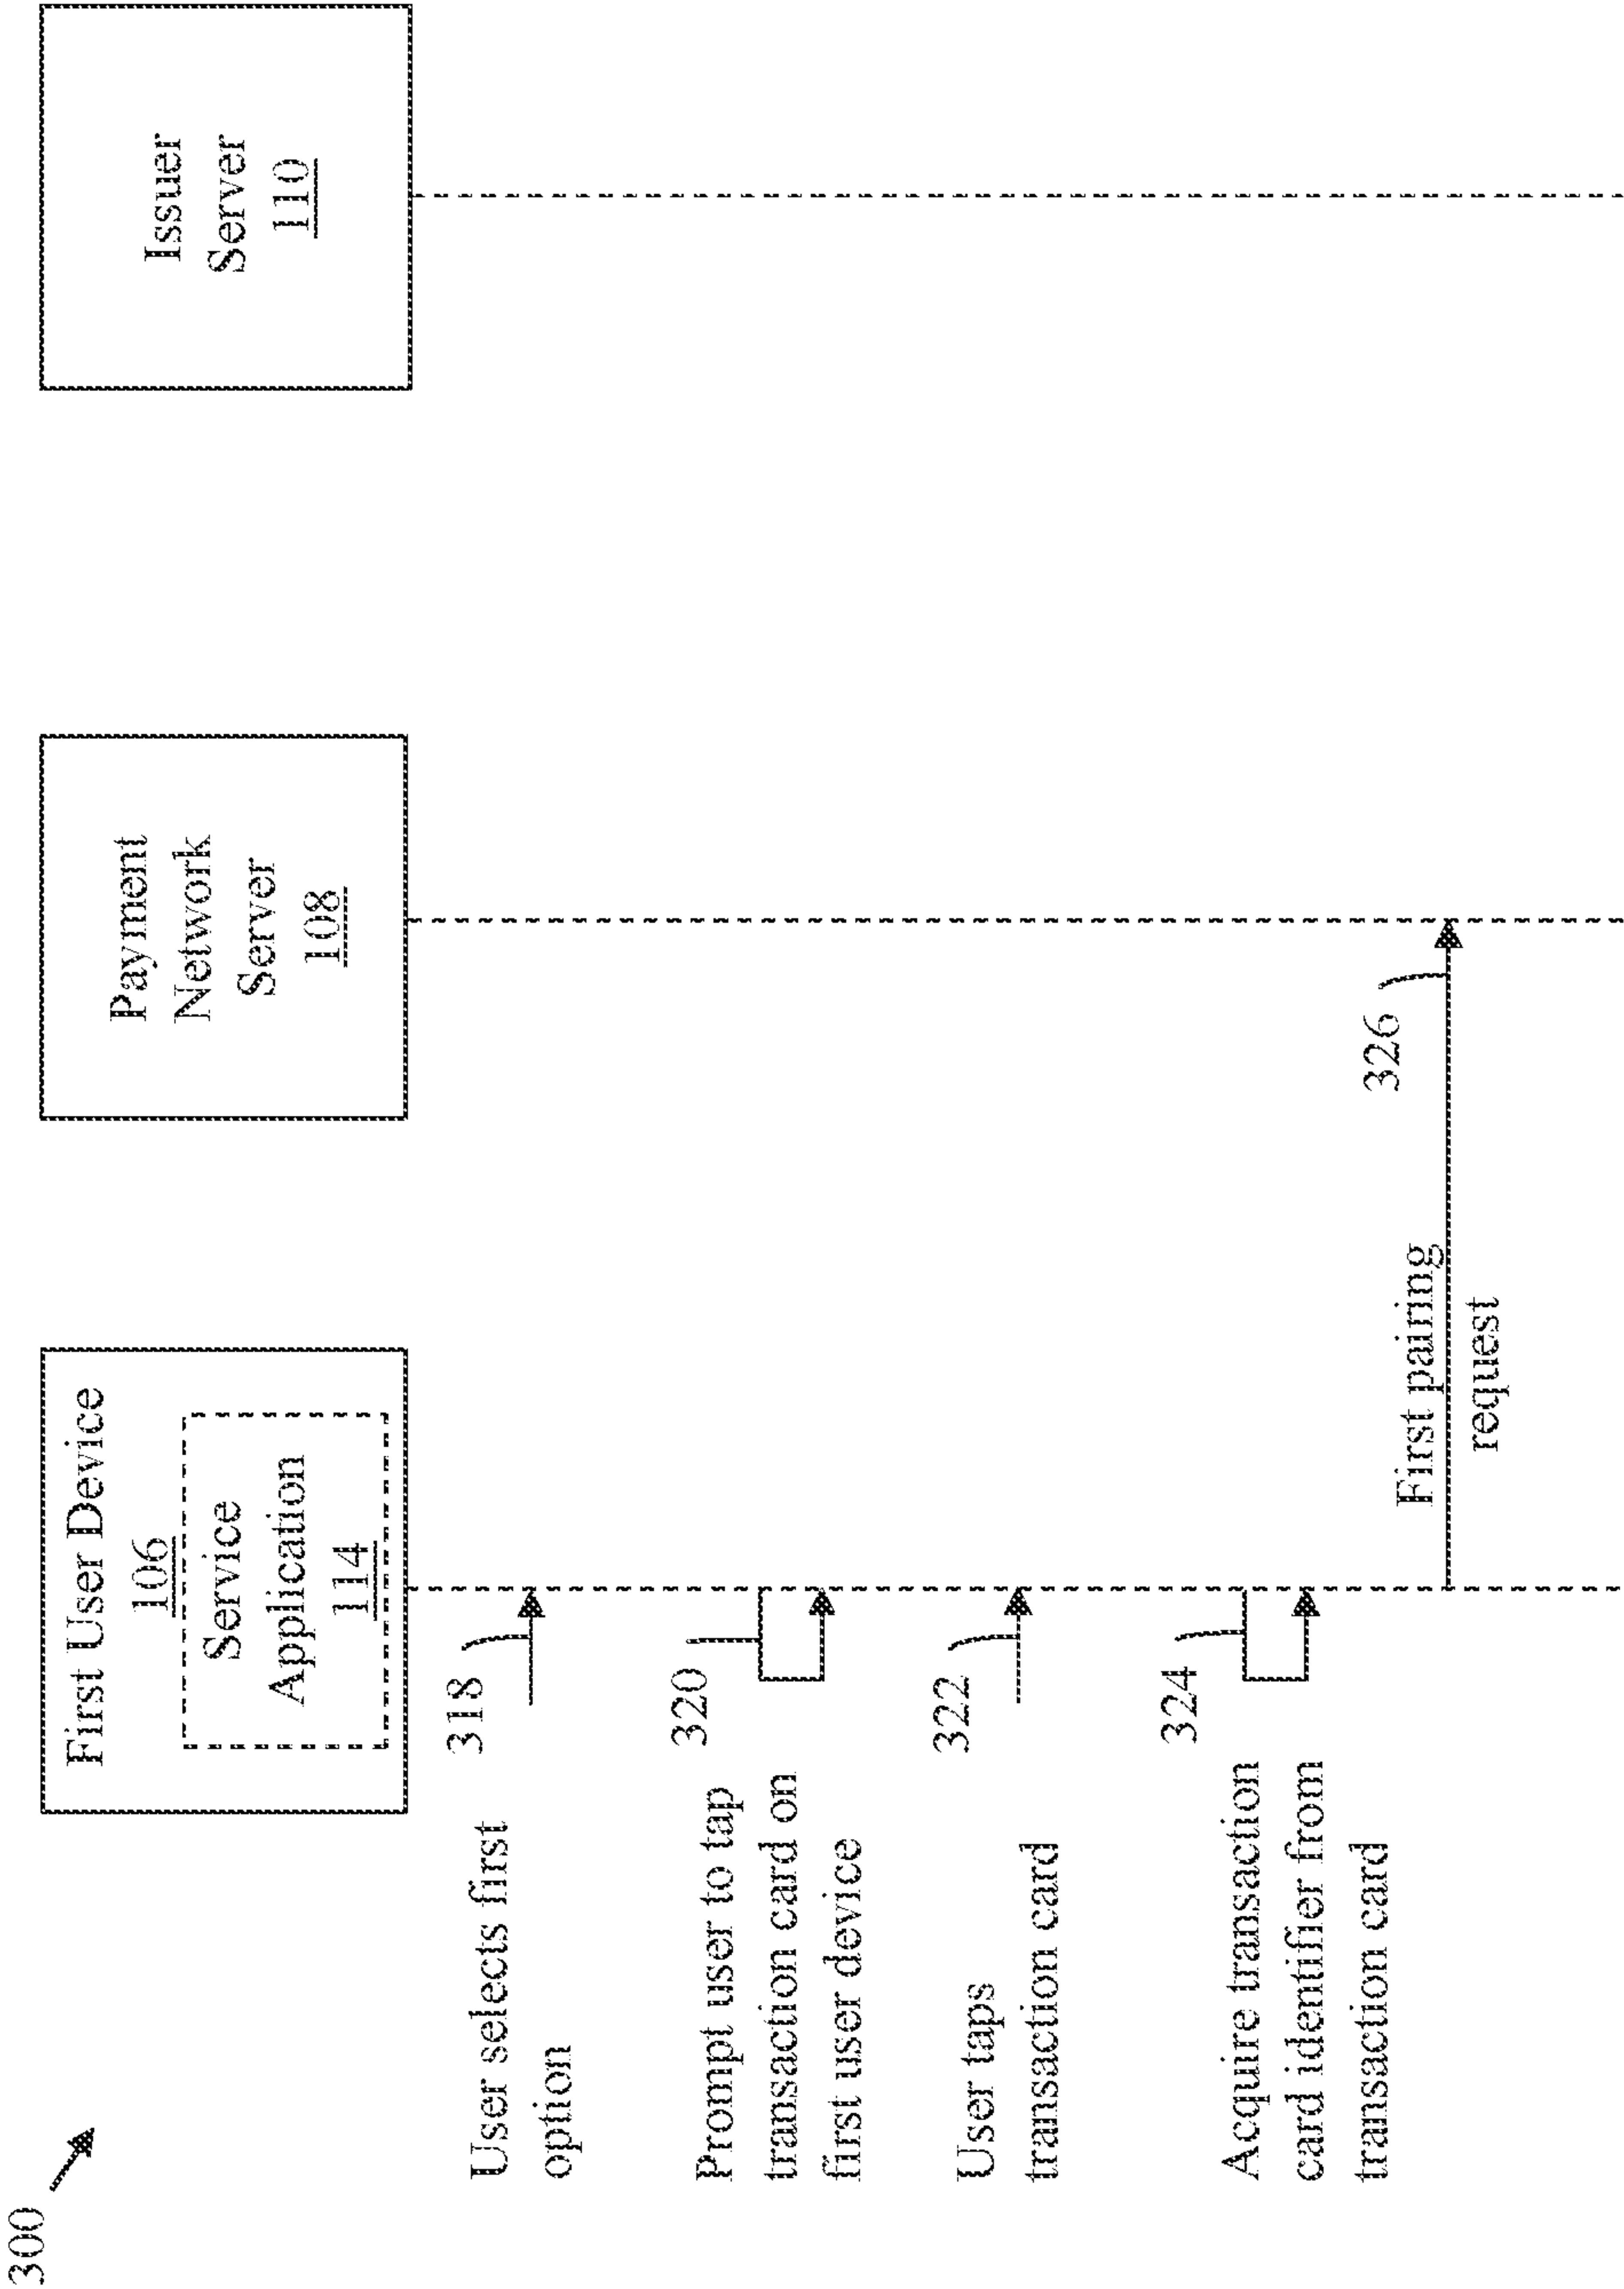 300
First User Device
106
Service
Application
114
Payment
Network
Server
108
Issuer
Server
110
318
User selects first
option
320
Prompt user to tap
transaction card on
first user device
322
User taps
transaction card
324
Acquire transaction
card identifier from
transaction card
326
First pairing
request